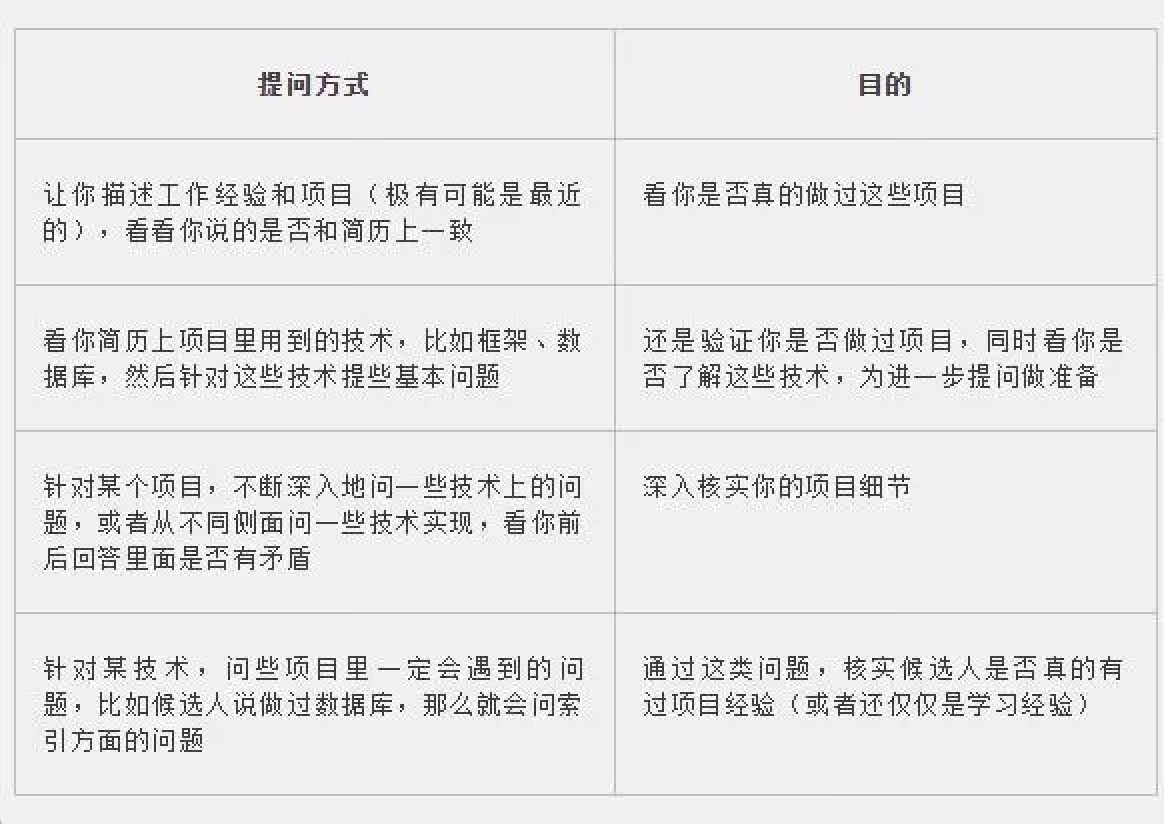 提问方式
目的
让你描述工作经验和项目（极有可能是最近
的），看看你说的是否和简历上一致
看你是否真的做过这些项目
看你简历上项目里用到的技术，比如框架、数
据库，然后针对这些技术提些基本问题
还是验证你是否做过项目，同时看你是
否了解这些技术，为进一步提问做准备
针对某个项目，不断深入地问一些技术上的问
题，或者从不同侧面问一些技术实现，看你前
后回答里面是否有矛盾
深入核实你的项目细节
针对某技术，问些项目里一定会遇到的问
题，比如候选人说做过数据库，那么就会问索
引方面的问题
通过这类问题，核实候选人是否真的有
过项目经验（或者还仅仅是学习经验）